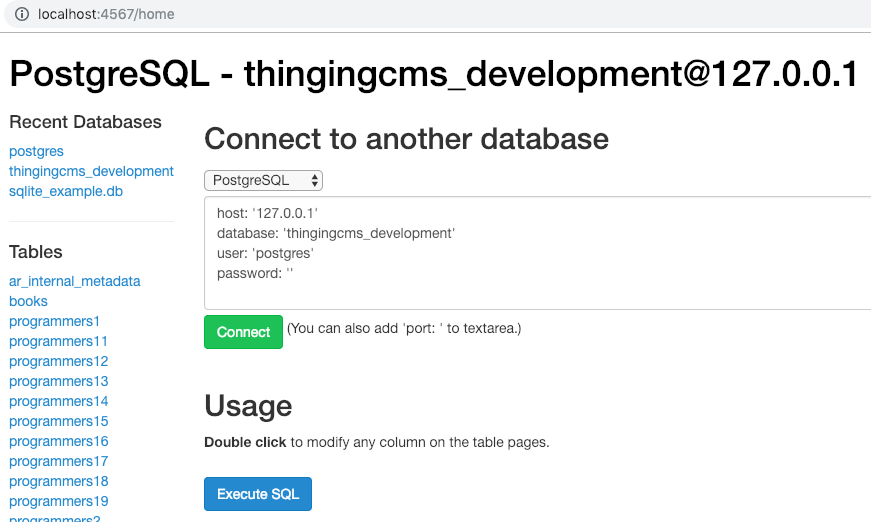 localhost:4567/home
PostgreSQL - thingingcms_development@127.0.0.1
Recent Databases
postgres
thingingcms_development
sqlite_example.db
Tables
ar_internal_metadata
books
programmers1
programmers11
programmers12
programmers13
programmers14
programmers15
programmers16
programmers17
programmers18
programmers19
programmers2
Connect to another database
PostgreSQL
host: '127.0.0.1'
database: 'thingingcms_development'
user: 'postgres'
password: ''
Connect (You can also add 'port: ' to textarea.)
Usage
Double click to modify any column on the table pages.
Execute SQL